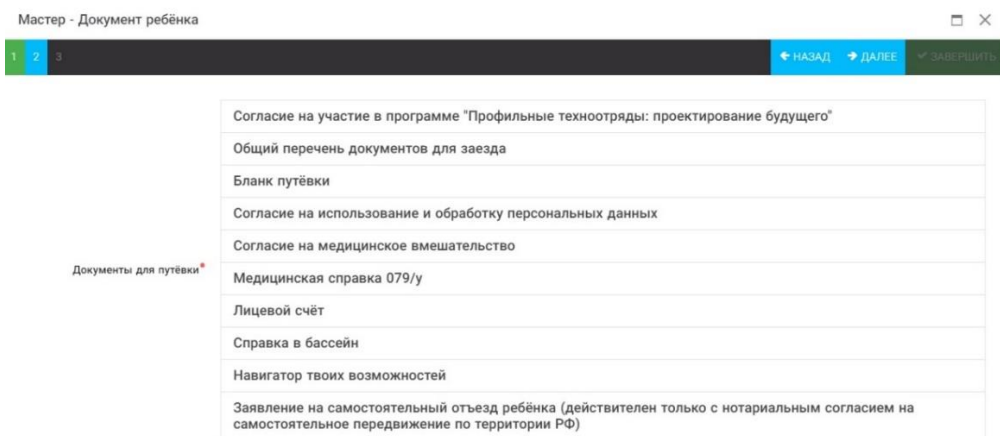 Мастер - Документ ребёнка
1 2 3 НАЗАД ДАЛЕЕ ЗАВЕРШИТЬ
Согласие на участие в программе "Профильные техноотряды: проектирование будущего"
Общий перечень документов для заезда
Бланк путёвки
Согласие на использование и обработку персональных данных
Согласие на медицинское вмешательство
Документы для путёвки*
Медицинская справка 079/у
Лицевой счёт
Справка в бассейн
Навигатор твоих возможностей
Заявление на самостоятельный отъезд ребёнка (действителен только с нотариальным согласием на
самостоятельное передвижение по территории РФ)